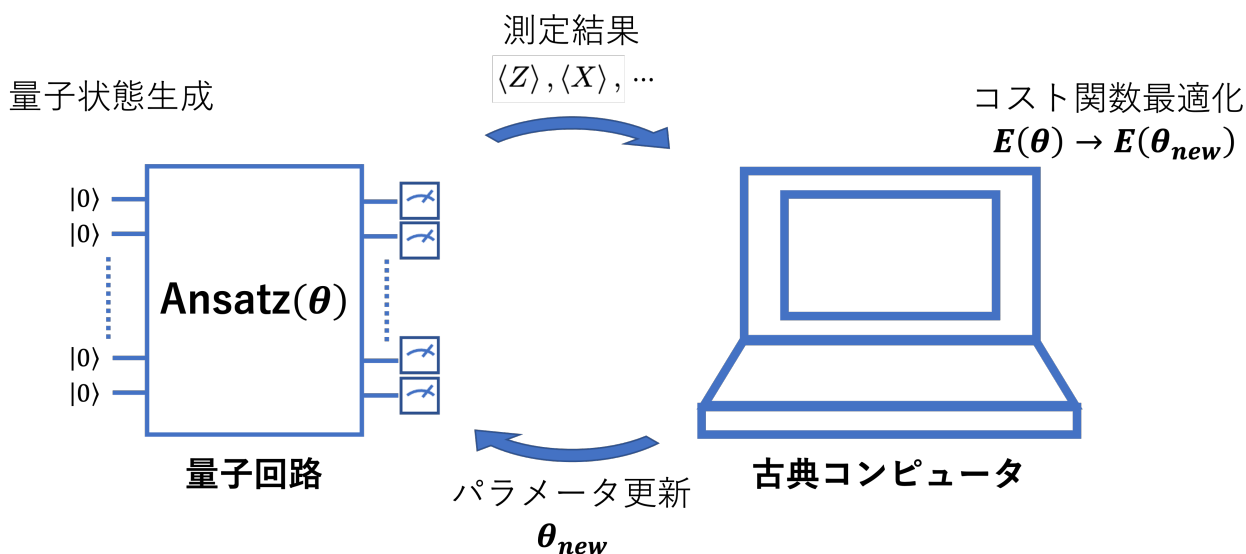 測定結果
⟨Z⟩, ⟨X⟩, ...
量子状態生成
コスト関数最適化
E(θ) → E(θ_new)
|0⟩
|0⟩
Ansatz(θ)
|0⟩
|0⟩
量子回路
古典コンピュータ
パラメータ更新
θ_new